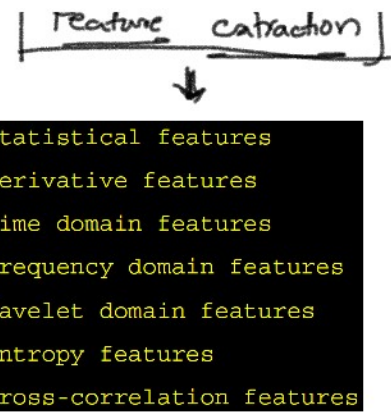 Feature extraction
tatistical features
erivative features
ime domain features
requency domain features
avelet domain features
ntropy features
ross-correlation features